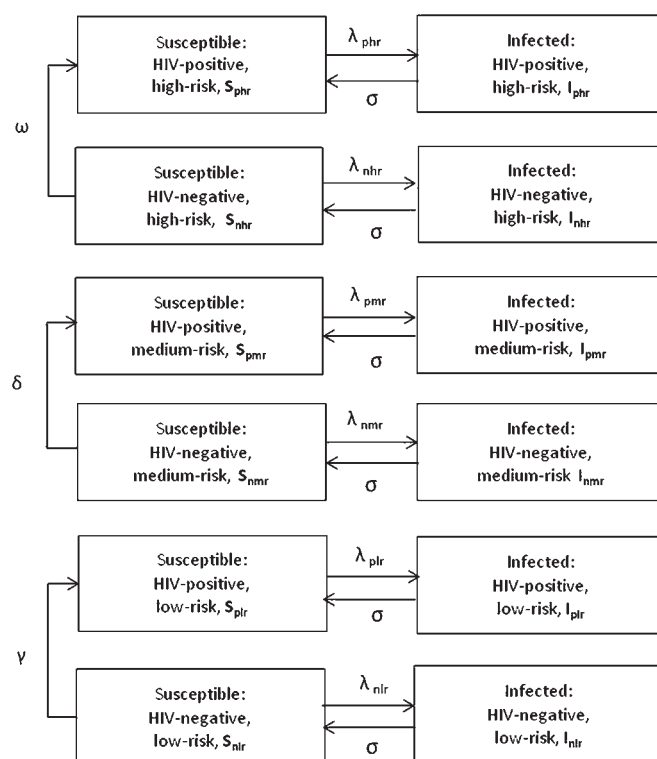 Susceptible:
HIV-positive,
high-risk, Sphr
λ phr
σ
Infected:
HIV-positive,
high-risk, Iphr
ω
Susceptible:
HIV-negative,
high-risk, Snhr
λ nhr
σ
Infected:
HIV-negative,
high-risk, Inhr
Susceptible:
HIV-positive,
medium-risk, Spmr
λ pmr
σ
Infected:
HIV-positive,
medium-risk, Ipmr
δ
Susceptible:
HIV-negative,
medium-risk, Snmr
λ nmr
σ
Infected:
HIV-negative,
medium-risk Inmr
Susceptible:
HIV-positive,
low-risk, Splr
λ plr
σ
Infected:
HIV-positive,
low-risk, Iplr
γ
Susceptible:
HIV-negative,
low-risk, Snlr
λ nlr
σ
Infected:
HIV-negative,
low-risk, Inlr